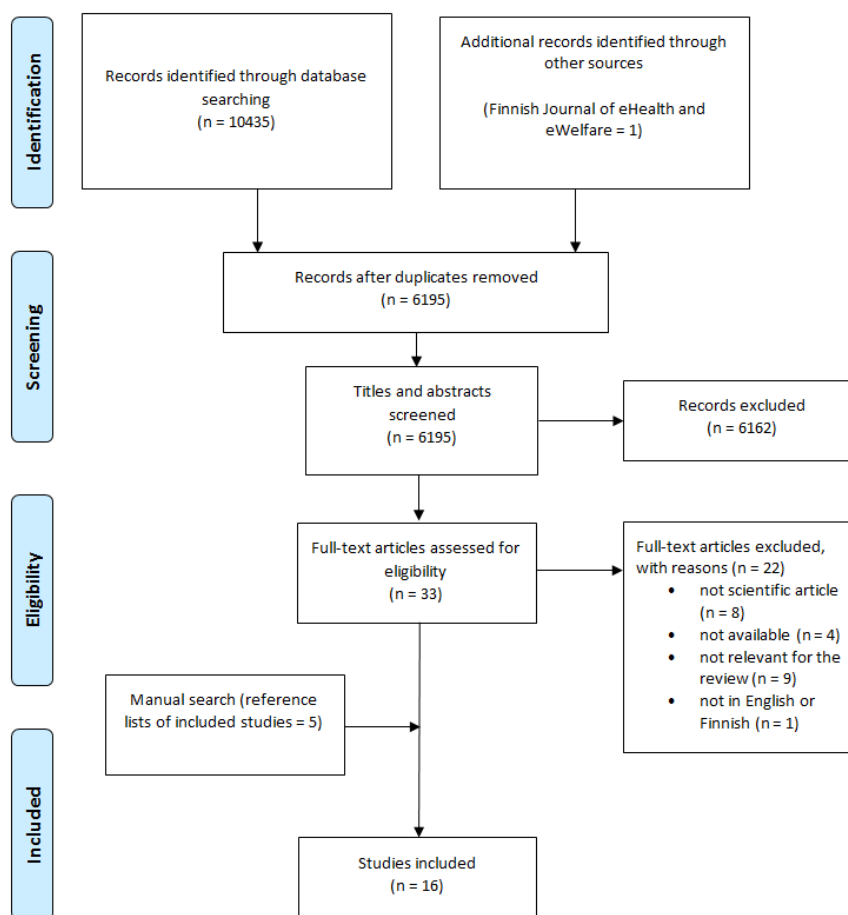 Identification
Records identified through database
searching
(n = 10435)
Additional records identified through
other sources
(Finnish Journal of eHealth and
eWelfare = 1)
Screening
Records after duplicates removed
(n = 6195)
Titles and abstracts
screened
(n = 6195)
Records excluded
(n = 6162)
Eligibility
Full-text articles assessed for
eligibility
(n = 33)
Full-text articles excluded,
with reasons (n = 22)
• not scientific article
(n = 8)
• not available (n = 4)
• not relevant for the
review (n = 9)
• not in English or
Finnish (n = 1)
Manual search (reference
lists of included studies = 5)
Included
Studies included
(n = 16)